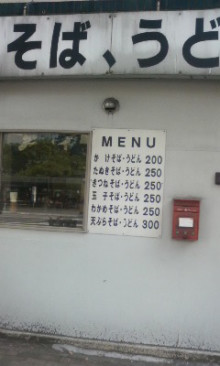 そば、うど
MENU
かけそば・うどん 200
たぬきそば・うどん 250
きつねそば・うどん 250
玉子そば・うどん 250
わかめそば・うどん 250
天ぷらそば・うどん 300